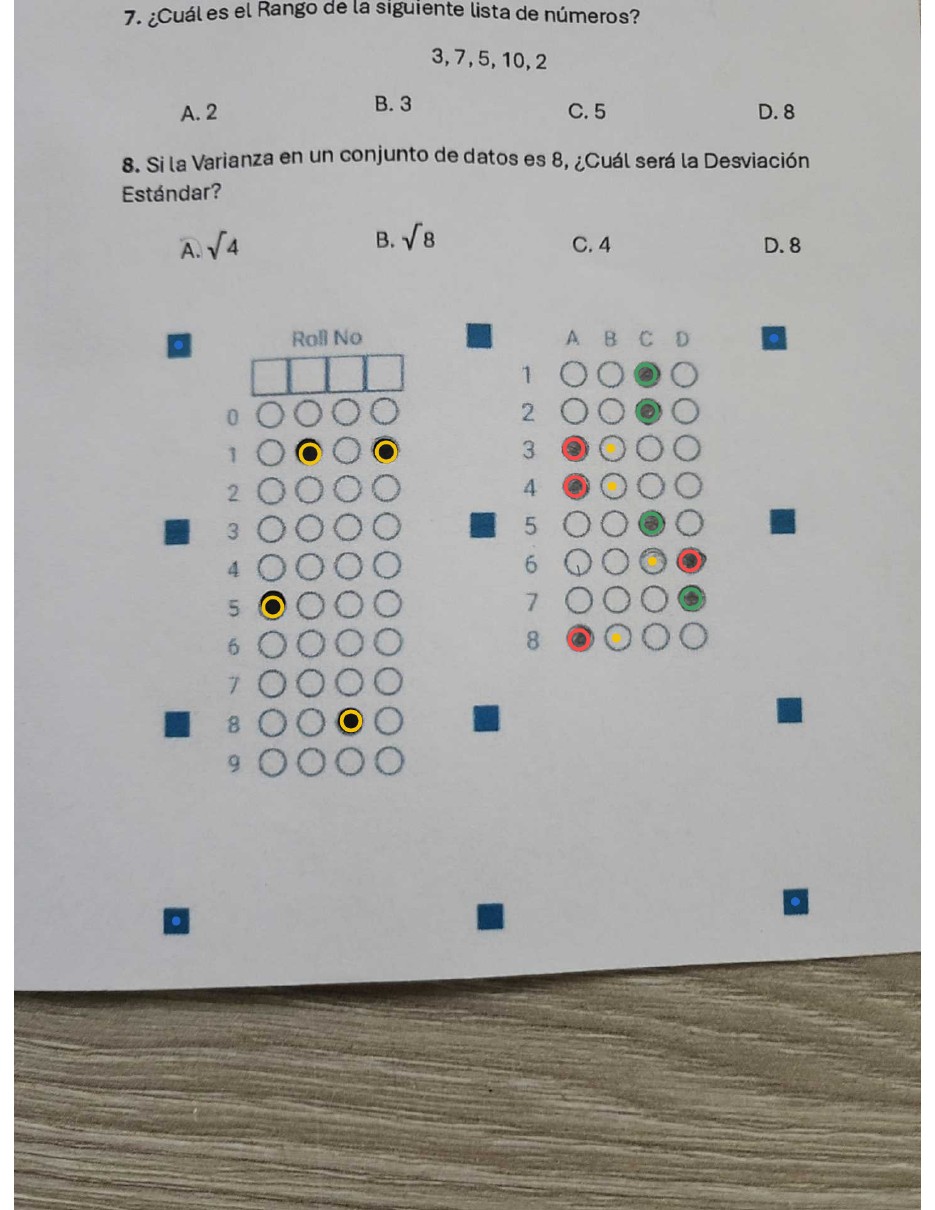 7. ¿Cuál es el Rango de la siguiente lista de números?
3, 7, 5, 10, 2
A. 2 B. 3 C. 5 D. 8
8. Si la Varianza en un conjunto de datos es 8, ¿Cuál será la Desviación
Estándar?
A. √4 B. √8 C. 4 D. 8
Roll No
0
1
2
3
4
5
6
7
8
9
A B C D
1
2
3
4
5
6
7
8